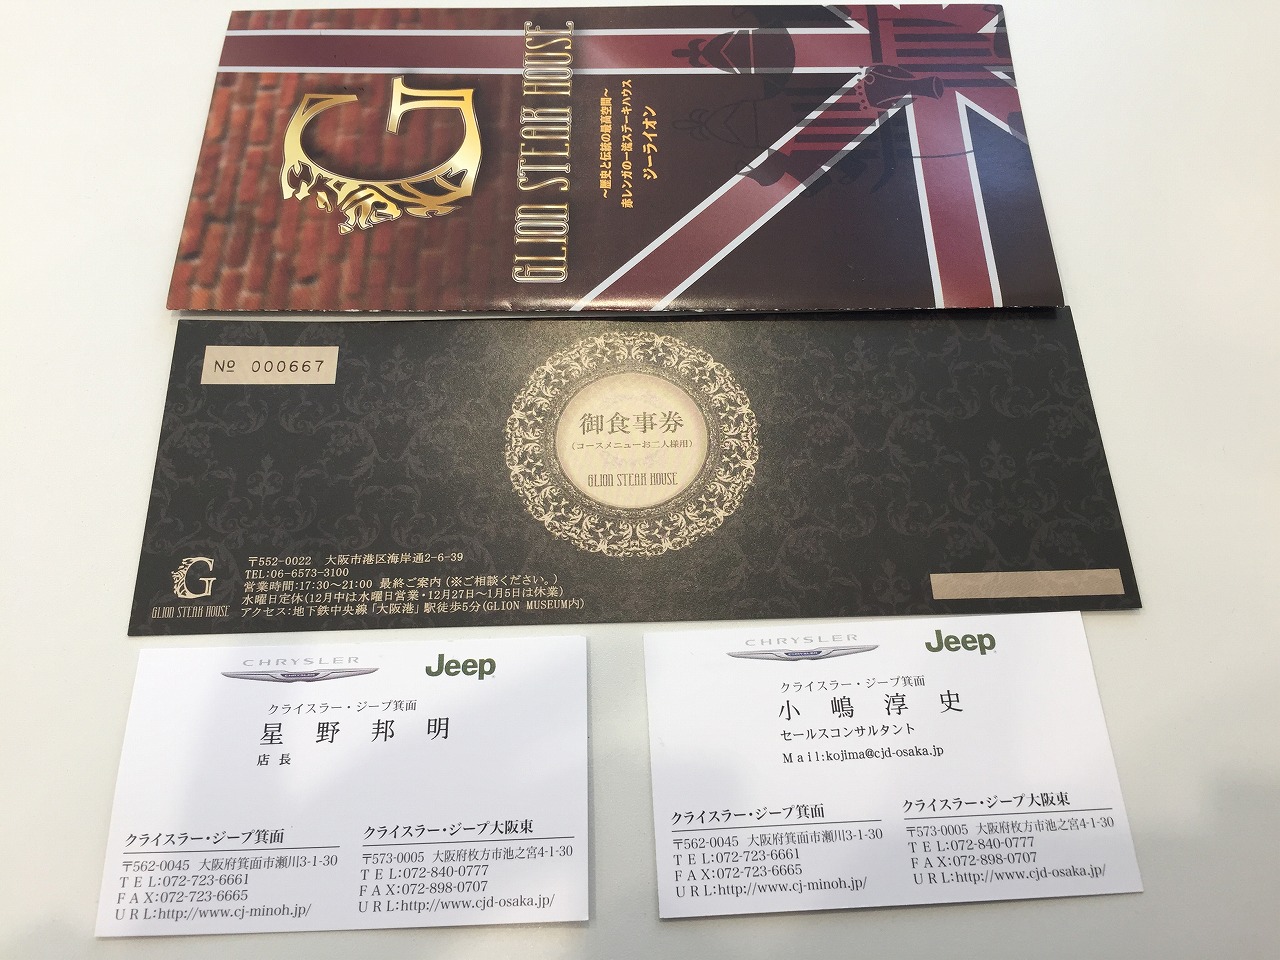 G
GLION STEAK HOUSE
～歴史と伝統の最高空間～
赤レンガの一流ステーキハウス
ジーライオン
№ 000667
御食事券
(コースメニューお二人様用)
GLION STEAK HOUSE
G
GLION STEAK HOUSE
〒552-0022 大阪市港区海岸通2-6-39
TEL:06-6573-3100
営業時間:17:30～21:00 最終ご案内 (※ご相談ください。)
水曜日定休(12月中は水曜日営業・12月27日～1月5日は休業)
アクセス:地下鉄中央線「大阪港」駅徒歩5分(GLION MUSEUM内)
CHRYSLER
CHRYSLER
Jeep
クライスラー・ジープ箕面
星野邦明
店長
クライスラー・ジープ箕面
〒562-0045 大阪府箕面市瀬川3-1-30
TEL:072-723-6661
FAX:072-723-6665
URL:http://www.cj-minoh.jp/
クライスラー・ジープ大阪東
〒573-0005 大阪府枚方市池之宮4-1-30
TEL:072-840-0777
FAX:072-898-0707
URL:http://www.cjd-osaka.jp/
CHRYSLER
CHRYSLER
Jeep
クライスラー・ジープ箕面
小嶋淳史
セールスコンサルタント
Mail:kojima@cjd-osaka.jp
クライスラー・ジープ箕面
〒562-0045 大阪府箕面市瀬川3-1-30
TEL:072-723-6661
FAX:072-723-6665
URL:http://www.cj-minoh.jp/
クライスラー・ジープ大阪東
〒573-0005 大阪府枚方市池之宮4-1-30
TEL:072-840-0777
FAX:072-898-0707
URL:http://www.cjd-osaka.jp/